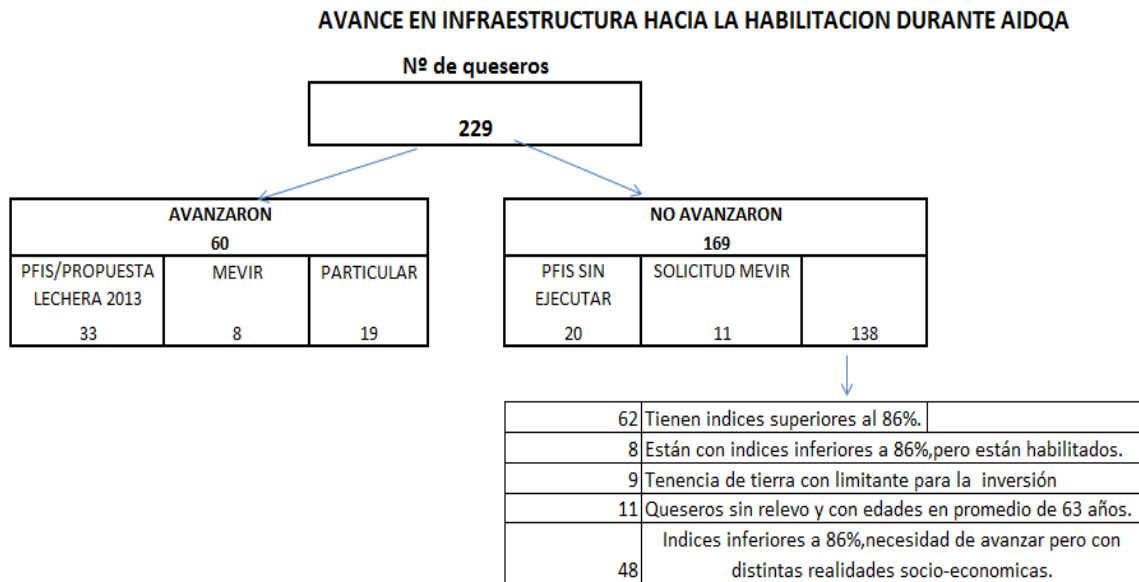 AVANCE EN INFRAESTRUCTURA HACIA LA HABILITACION DURANTE AIDQA
Nº de queseros
229
AVANZARON
60
PFIS/PROPUESTA
LECHERA 2013
33
MEVIR
8
PARTICULAR
19
NO AVANZARON
169
PFIS SIN
EJECUTAR
20
SOLICITUD MEVIR
11
138
62 Tienen indices superiores al 86%.
8 Están con indices inferiores a 86%,pero están habilitados.
9 Tenencia de tierra con limitante para la inversión
11 Queseros sin relevo y con edades en promedio de 63 años.
Indices inferiores a 86%,necesidad de avanzar pero con
48 distintas realidades socio-economicas.